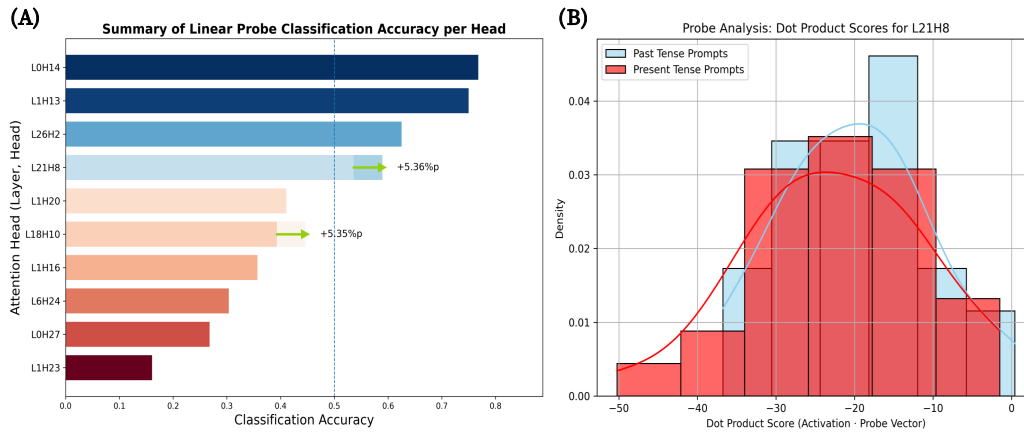 (A)
Summary of Linear Probe Classification Accuracy per Head
Attention Head (Layer, Head)
L0H14
L1H13
L26H2
L21H8
+5.36%p
L1H20
L18H10
+5.35%p
L1H16
L6H24
L0H27
L1H23
0.0 0.1 0.2 0.3 0.4 0.5 0.6 0.7 0.8
Classification Accuracy
(B)
Probe Analysis: Dot Product Scores for L21H8
Past Tense Prompts
Present Tense Prompts
Density
0.04
0.03
0.02
0.01
0.00
−50 −40 −30 −20 −10 0
Dot Product Score (Activation · Probe Vector)